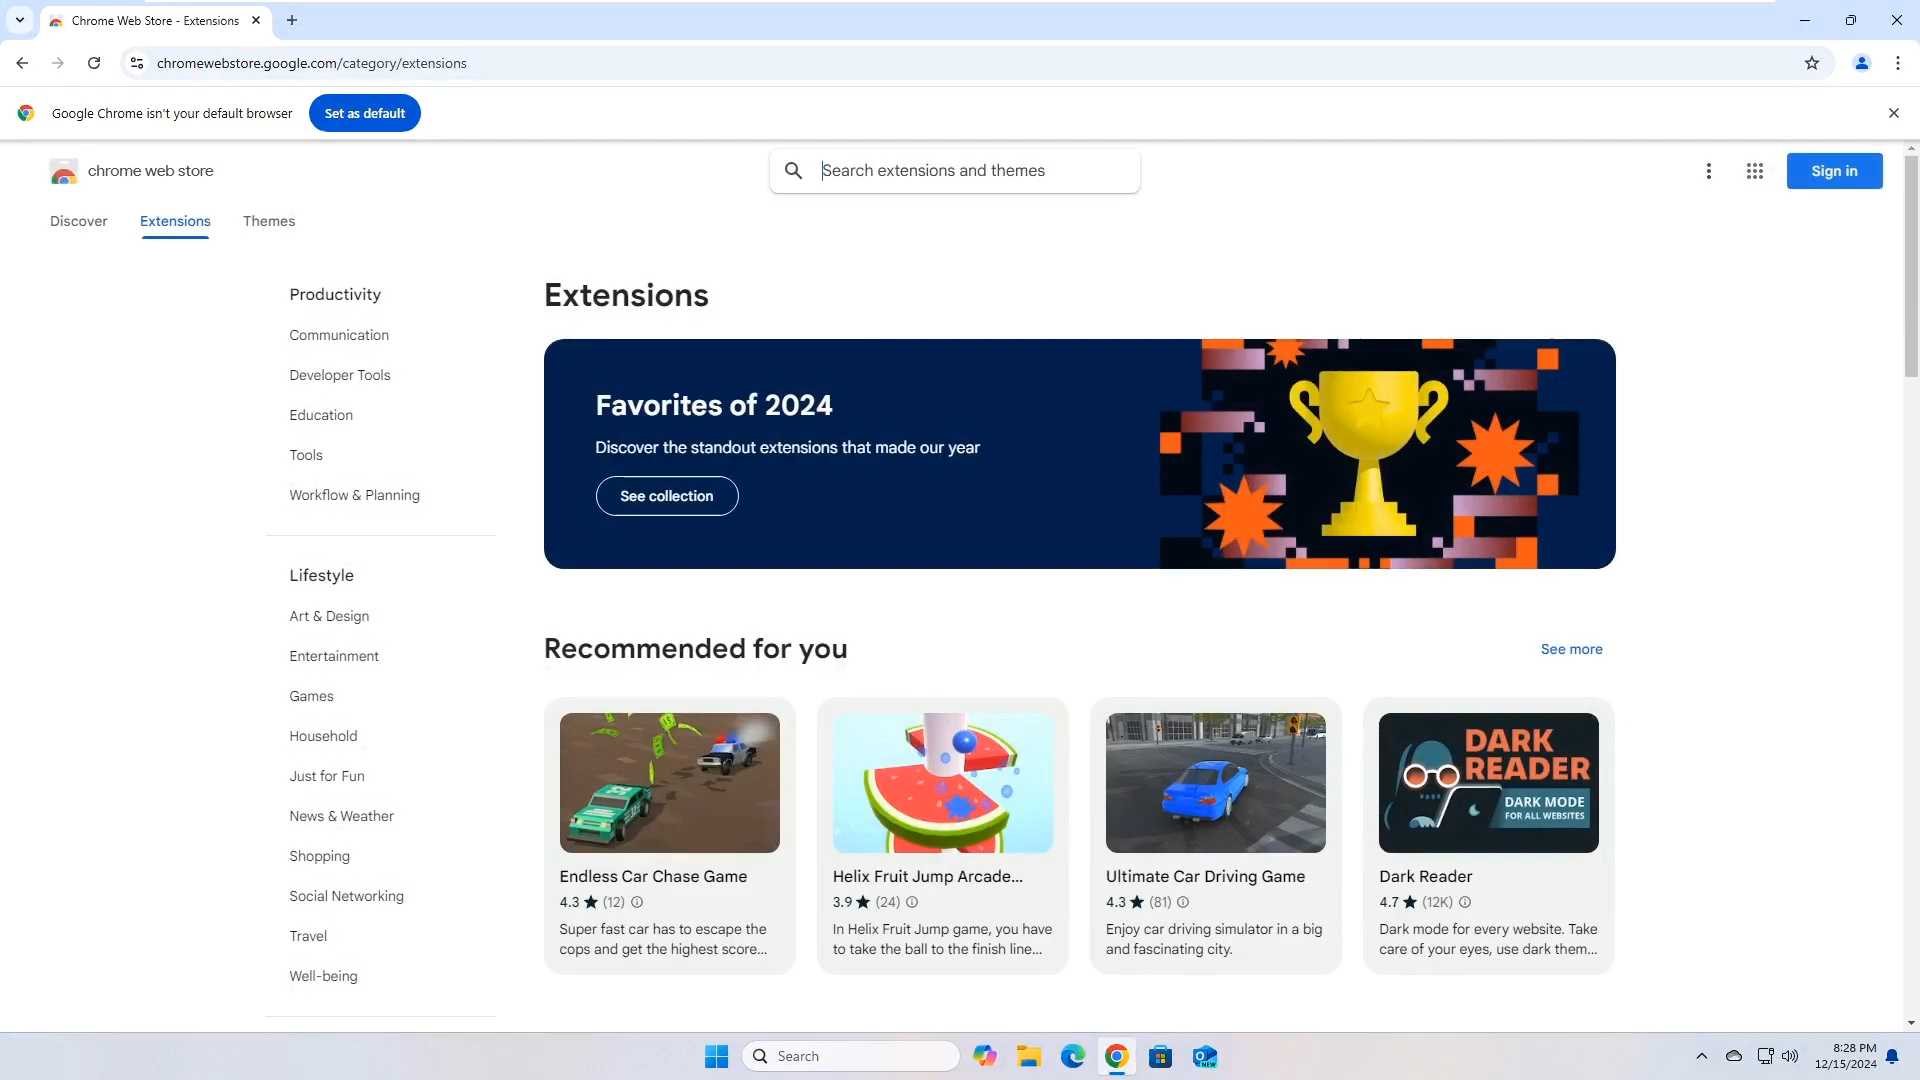 Chrome Web Store - Extensions
chromewebstore.google.com/category/extensions
Google Chrome isn't your default browser
Set as default
chrome web store
Search extensions and themes
Sign in
Discover
Extensions
Themes
Productivity
Communication
Developer Tools
Education
Tools
Workflow & Planning
Lifestyle
Art & Design
Entertainment
Games
Household
Just for Fun
News & Weather
Shopping
Social Networking
Travel
Well-being
Extensions
Favorites of 2024
Discover the standout extensions that made our year
See collection
Recommended for you
See more
Endless Car Chase Game
4.3 ★ (12)
Super fast car has to escape the
cops and get the highest score...
Helix Fruit Jump Arcade...
3.9 ★ (24)
In Helix Fruit Jump game, you have
to take the ball to the finish line...
Ultimate Car Driving Game
4.3 ★ (81)
Enjoy car driving simulator in a big
and fascinating city.
DARK
READER
DARK MODE
FOR ALL WEBSITES
Dark Reader
4.7 ★ (12K)
Dark mode for every website. Take
care of your eyes, use dark them...
Search
NEW
8:28 PM
12/15/2024